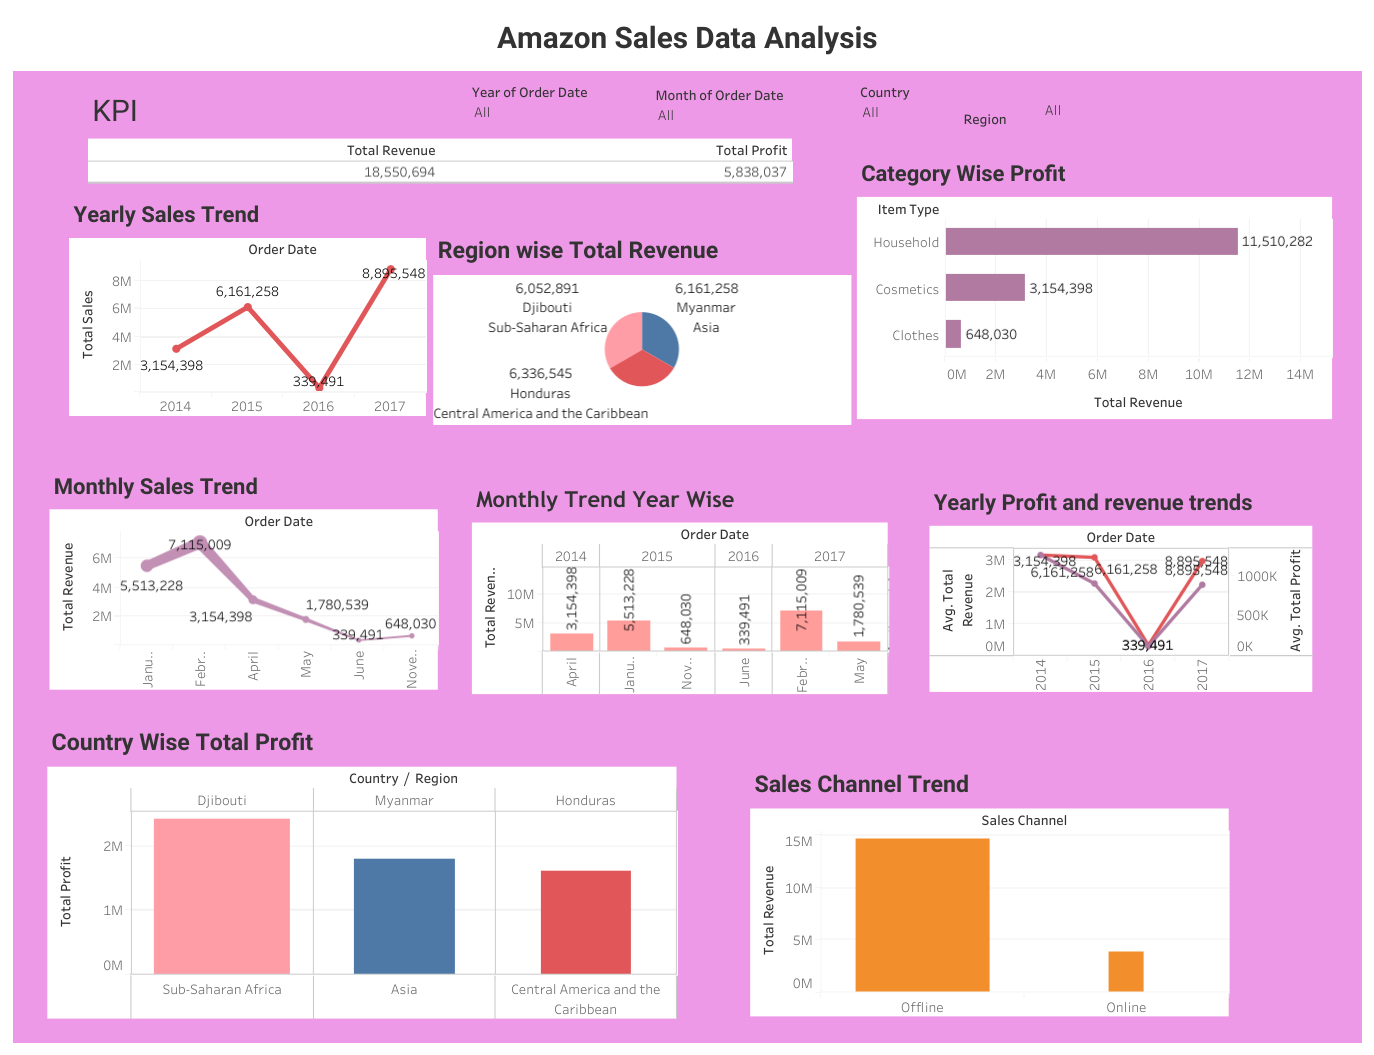 Amazon Sales Data Analysis
KPI
Year of Order Date
All
Month of Order Date
All
Country
All
Region
All
Total Revenue Total Profit
18,550,694 5,838,037
Yearly Sales Trend
Order Date
Total Sales
8M
6M
4M
2M
3,154,398
6,161,258
339,491
8,895,548
2014 2015 2016 2017
Region wise Total Revenue
6,052,891
Djibouti
Sub-Saharan Africa
6,161,258
Myanmar
Asia
6,336,545
Honduras
Central America and the Caribbean
Category Wise Profit
Item Type
Household 11,510,282
Cosmetics 3,154,398
Clothes 648,030
0M 2M 4M 6M 8M 10M 12M 14M
Total Revenue
Monthly Sales Trend
Order Date
Total Revenue
6M
4M
2M
5,513,228
7,115,009
3,154,398
1,780,539
339,491
648,030
Janu.. Febr.. April May June Nove..
Monthly Trend Year Wise
Order Date
2014 2015 2016 2017
Total Reven..
10M
5M
3,154,398
5,513,228
648,030
339,491
7,115,009
1,780,539
April Janu.. Nov.. June Febr.. May
Yearly Profit and revenue trends
Order Date
Avg. Total
Revenue
3M
2M
1M
0M
3,154,398
6,161,258
6,161,258
339,491
8,895,548
8,895,548
1000K
500K
0K
Avg. Total Profit
2014 2015 2016 2017
Country Wise Total Profit
Country / Region
Djibouti Myanmar Honduras
Total Profit
2M
1M
0M
Sub-Saharan Africa Asia Central America and the
Caribbean
Sales Channel Trend
Sales Channel
Total Revenue
15M
10M
5M
0M
Offline Online